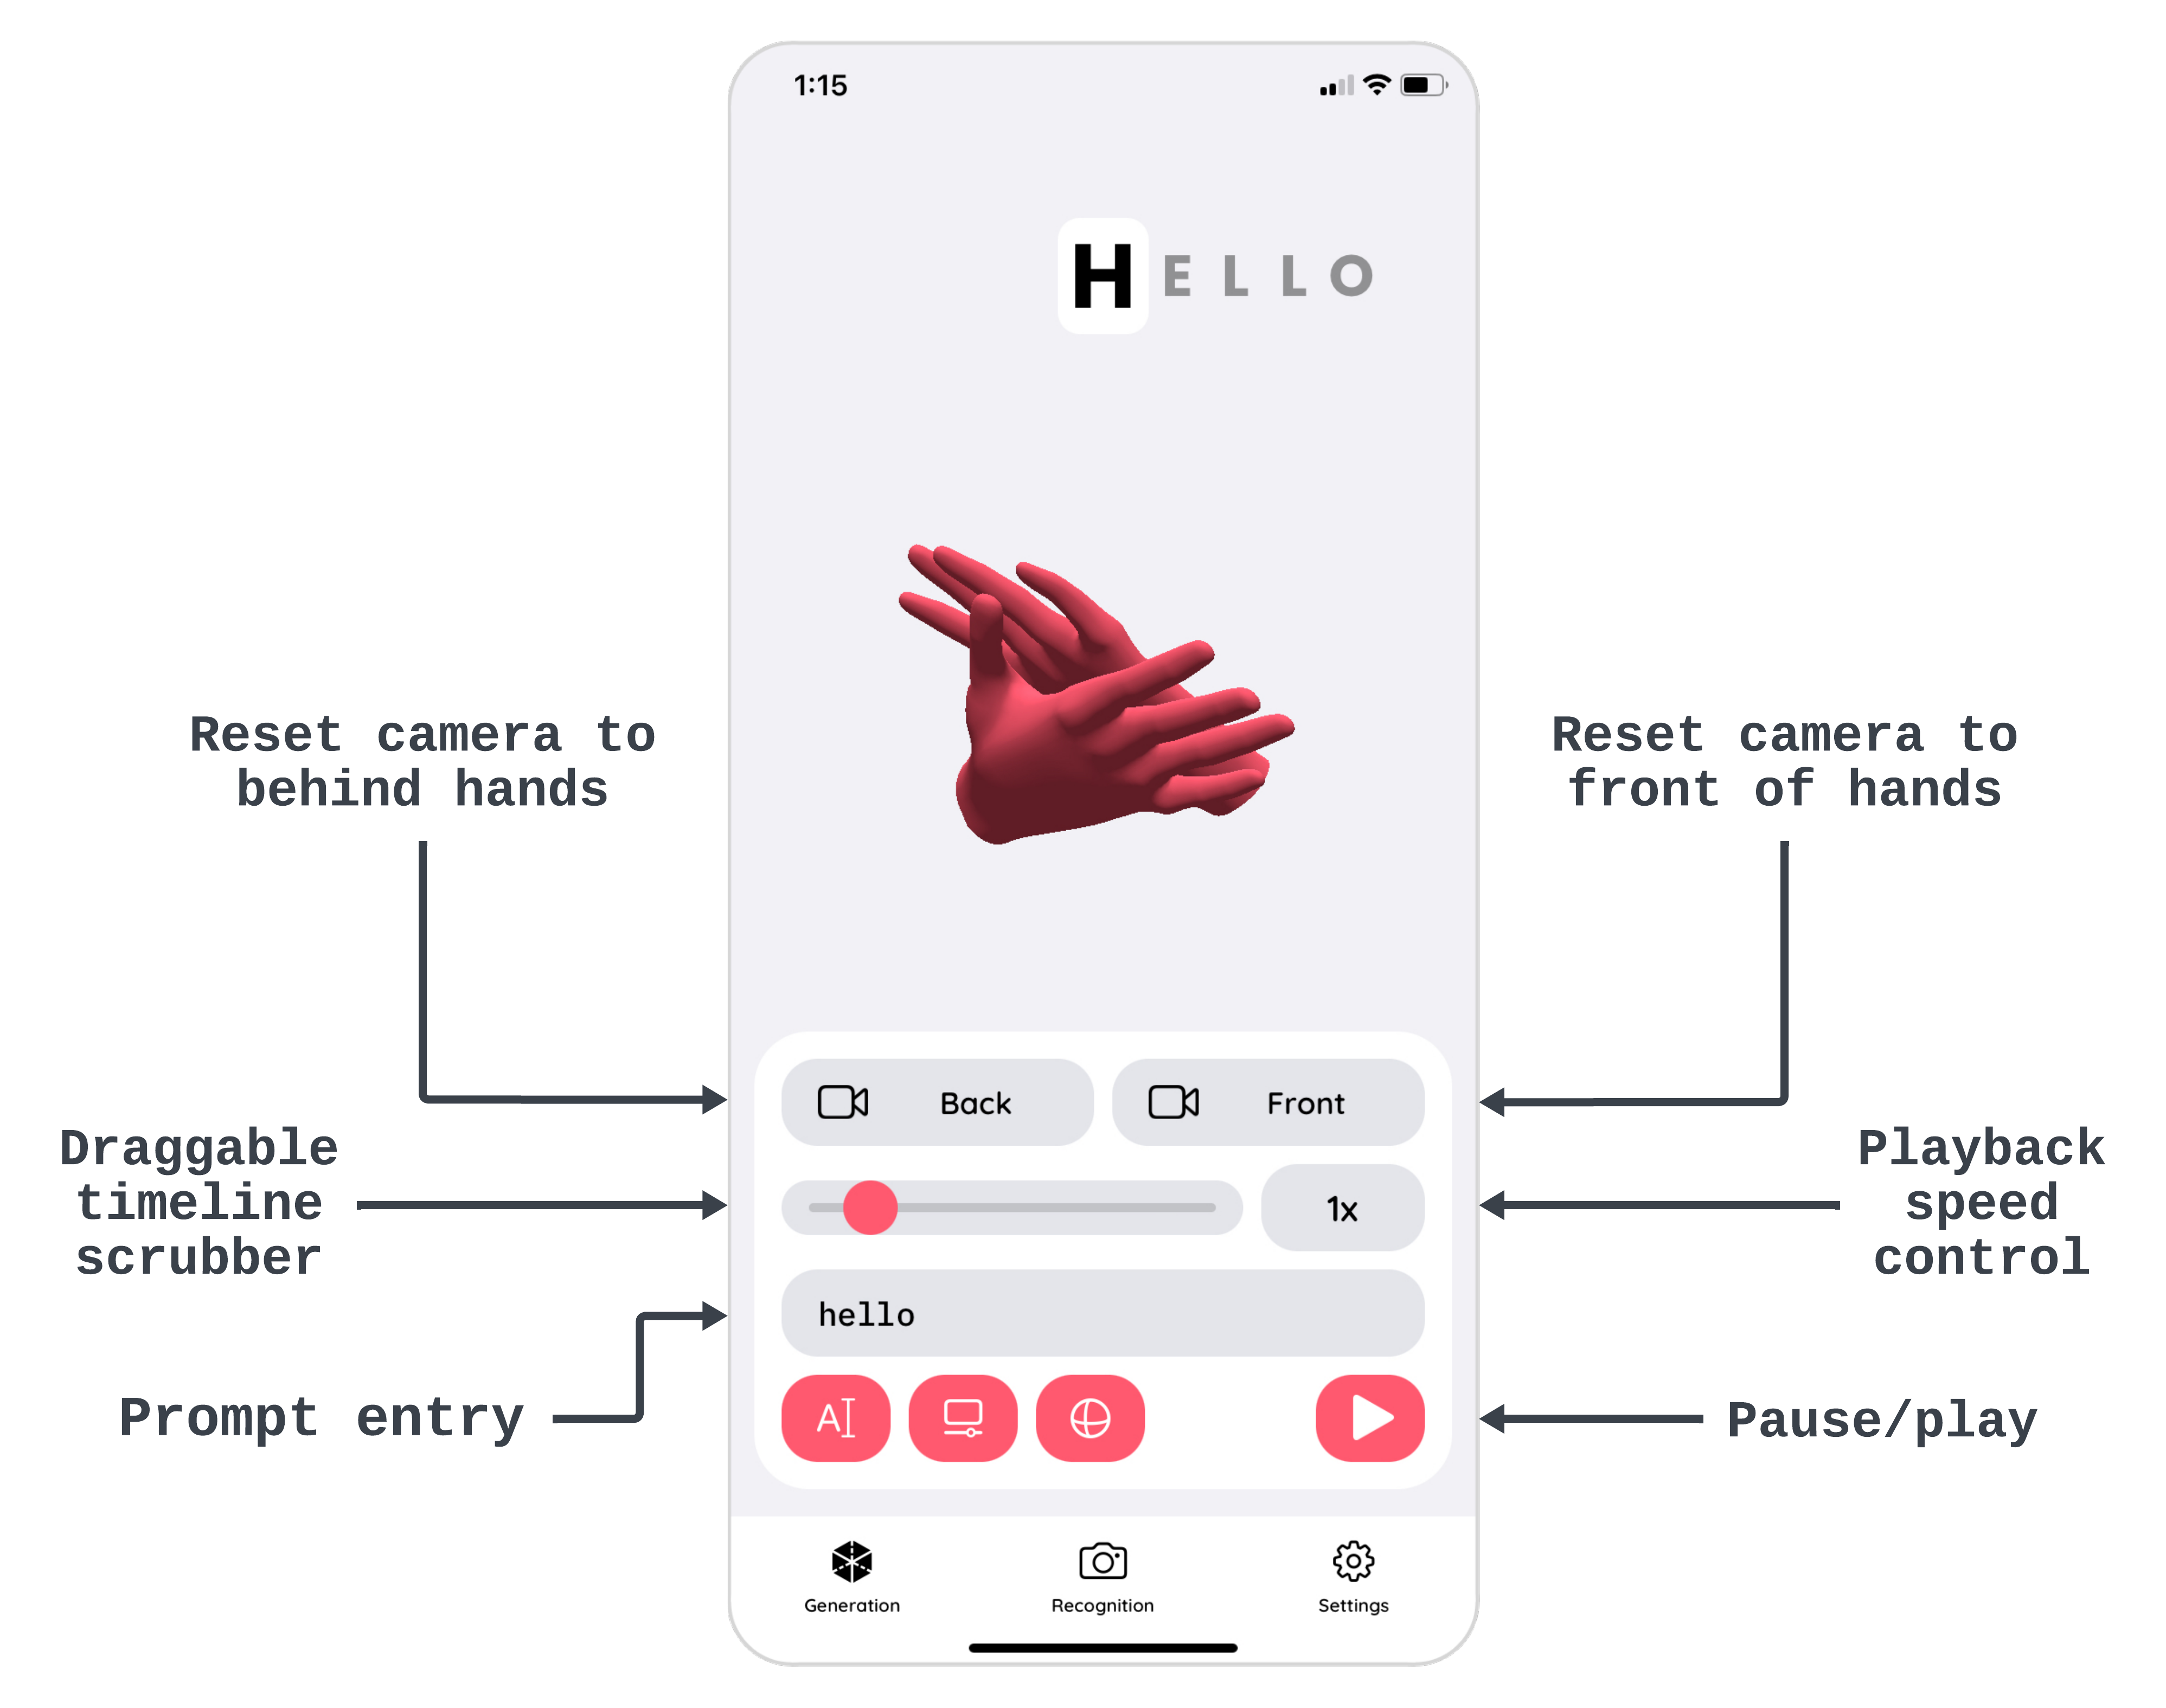 1:15
HELLO
Reset camera to
behind hands
Reset camera to
front of hands
Back
Front
Draggable
timeline
scrubber
1x
Playback
speed
control
hello
Prompt entry
AI
Pause/play
Generation
Recognition
Settings